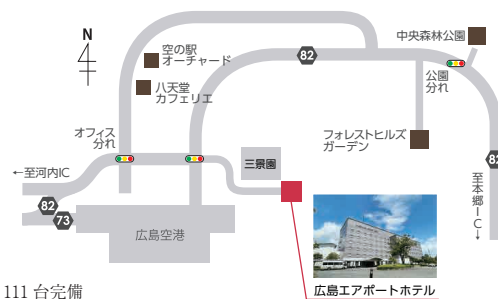 N
空の駅
オーチャード
八天堂
カフェリエ
82
中央森林公園
公園
分れ
オフィス
分れ
フォレストヒルズ
ガーデン
三景園
←至河内IC
82
73
82
至本郷IC→
広島空港
広島エアポートホテル
111 台完備